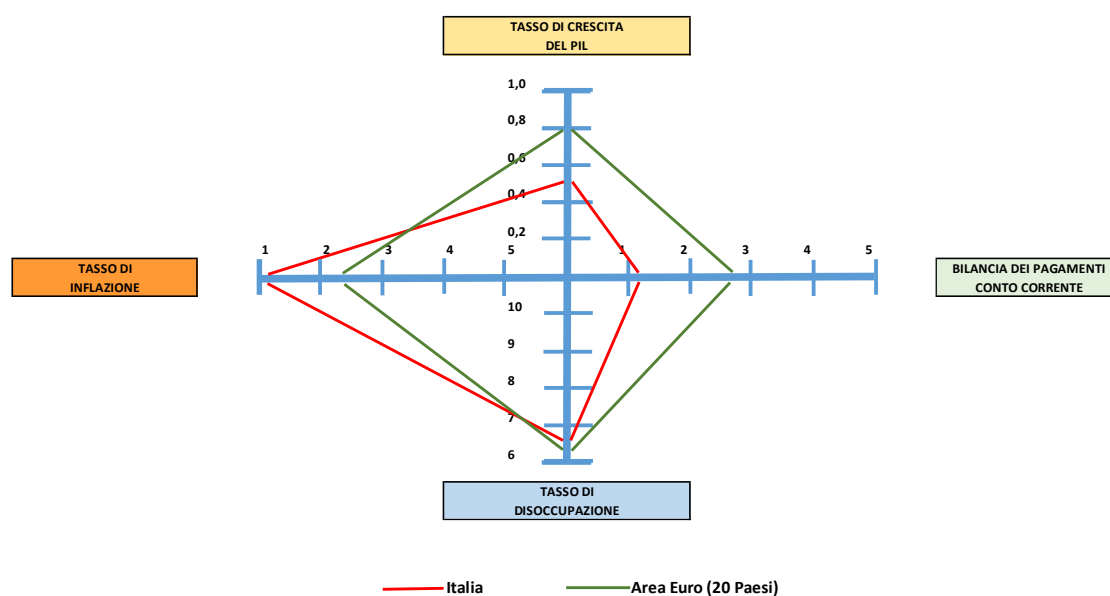 TASSO DI CRESCITA
DEL PIL
1,0
0,8
0,6
0,4
0,2
1 2 3 4 5 1 2 3 4 5
TASSO DI
INFLAZIONE
BILANCIA DEI PAGAMENTI
CONTO CORRENTE
10
9
8
7
6
TASSO DI
DISOCCUPAZIONE
Italia Area Euro (20 Paesi)